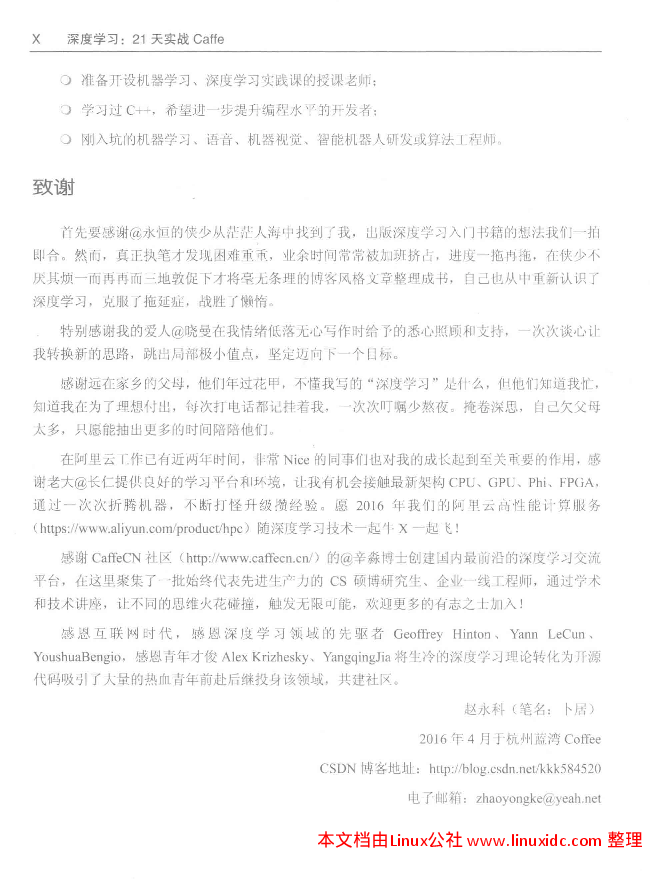 X 深度学习：21 天实战 Caffe
❍ 准备开设机器学习、深度学习实践课的授课老师；
❍ 学习过 C++，希望进一步提升编程水平的开发者；
❍ 刚入坑的机器学习、语音、机器视觉、智能机器人研发或算法工程师。
致谢
首先要感谢@永恒的侠少从茫茫人海中找到了我，出版深度学习入门书籍的想法我们一拍
即合。然而，真正执笔才发现困难重重，业余时间常常被加班挤占，进度一拖再拖，在侠少不
厌其烦一而再再而三地敦促下才将毫无条理的博客风格文章整理成书，自己也从中重新认识了
深度学习，克服了拖延症，战胜了懒惰。
特别感谢我的爱人@晓曼在我情绪低落无心写作时给予的悉心照顾和支持，一次次谈心让
我转换新的思路，跳出局部极小值点，坚定迈向下一个目标。
感谢远在家乡的父母，他们年过花甲，不懂我写的“深度学习”是什么，但他们知道我忙，
知道我在为了理想付出，每次打电话都记挂着我，一次次叮嘱少熬夜。掩卷深思，自己欠父母
太多，只愿能抽出更多的时间陪陪他们。
在阿里云工作已有近两年时间，非常 Nice 的同事们也对我的成长起到至关重要的作用，感
谢老大@长仁提供良好的学习平台和环境，让我有机会接触最新架构 CPU、GPU、Phi、FPGA，
通过一次次折腾机器，不断打怪升级攒经验。愿 2016 年我们的阿里云高性能计算服务
（https://www.aliyun.com/product/hpc）随深度学习技术一起牛 X 一起飞！
感谢 CaffeCN 社区（http://www.caffecn.cn/）的@辛淼博士创建国内最前沿的深度学习交流
平台，在这里聚集了一批始终代表先进生产力的 CS 硕博研究生、企业一线工程师，通过学术
和技术讲座，让不同的思维火花碰撞，触发无限可能，欢迎更多的有志之士加入！
感恩互联网时代，感恩深度学习领域的先驱者 Geoffrey Hinton、Yann LeCun、
YoushuaBengio，感恩青年才俊 Alex Krizhesky、YangqingJia 将生冷的深度学习理论转化为开源
代码吸引了大量的热血青年前赴后继投身该领域，共建社区。
赵永科（笔名：卜居）
2016 年 4 月于杭州蓝湾 Coffee
CSDN 博客地址：http://blog.csdn.net/kkk584520
电子邮箱：zhaoyongke@yeah.net
本文档由Linux公社 www.linuxidc.com 整理